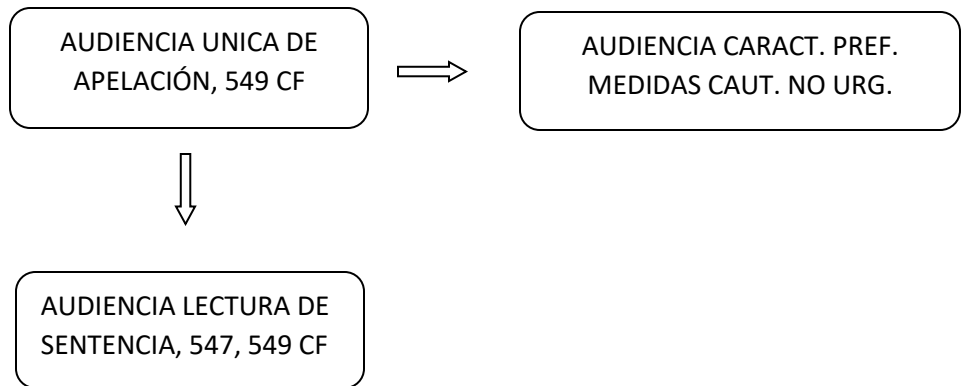 AUDIENCIA UNICA DE
APELACIÓN, 549 CF
AUDIENCIA CARACT. PREF.
MEDIDAS CAUT. NO URG.
AUDIENCIA LECTURA DE
SENTENCIA, 547, 549 CF